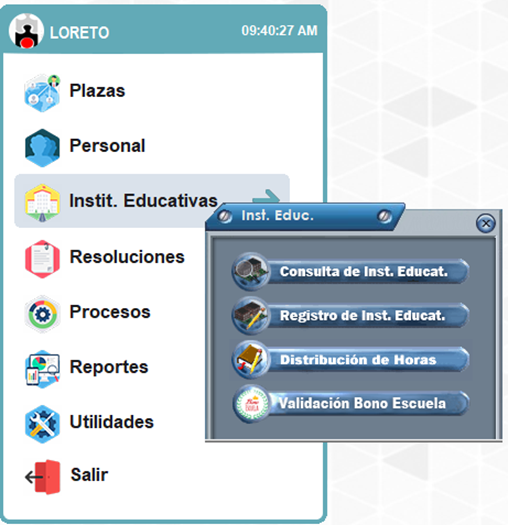 LORETO
09:40:27 AM
Plazas
Personal
Instit. Educativas
Inst. Educ.
Consulta de Inst. Educat.
Registro de Inst. Educat.
Distribución de Horas
Validación Bono Escuela
Resoluciones
Procesos
Reportes
Utilidades
Salir